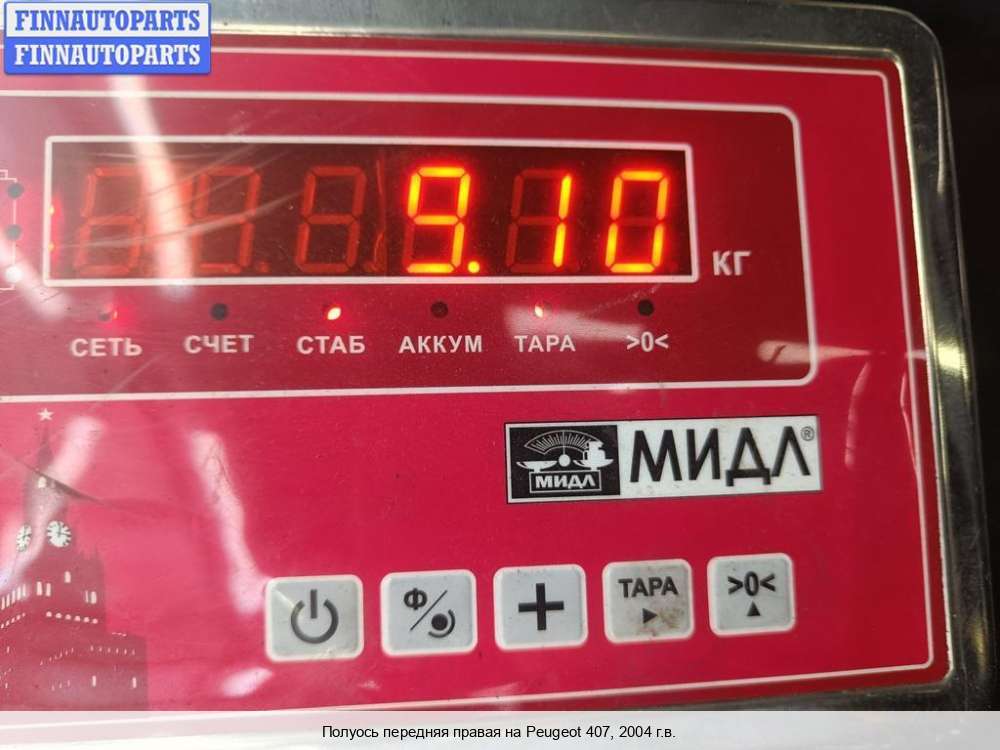 FINNAUTOPARTS
FINNAUTOPARTS
9.10
КГ
СЕТЬ СЧЕТ СТАБ АККУМ ТАРА >0<
МИДЛ МИДЛ®
Ф ТАРА >0<
Полуось передняя правая на Peugeot 407, 2004 г.в.